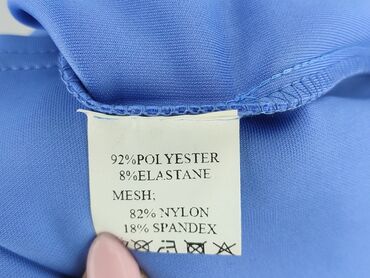 92%POLYESTER
8%ELASTANE
MESH;
82% NYLON
18% SPANDEX